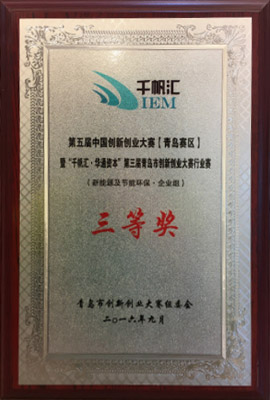 千帆汇
IEM
第五届中国创新创业大赛【青岛赛区】
暨“千帆汇·华通资本”第三届青岛市创新创业大赛行业赛
（新能源及节能环保·企业组）
三等奖
青岛市创新创业大赛组委会
二〇一六年九月